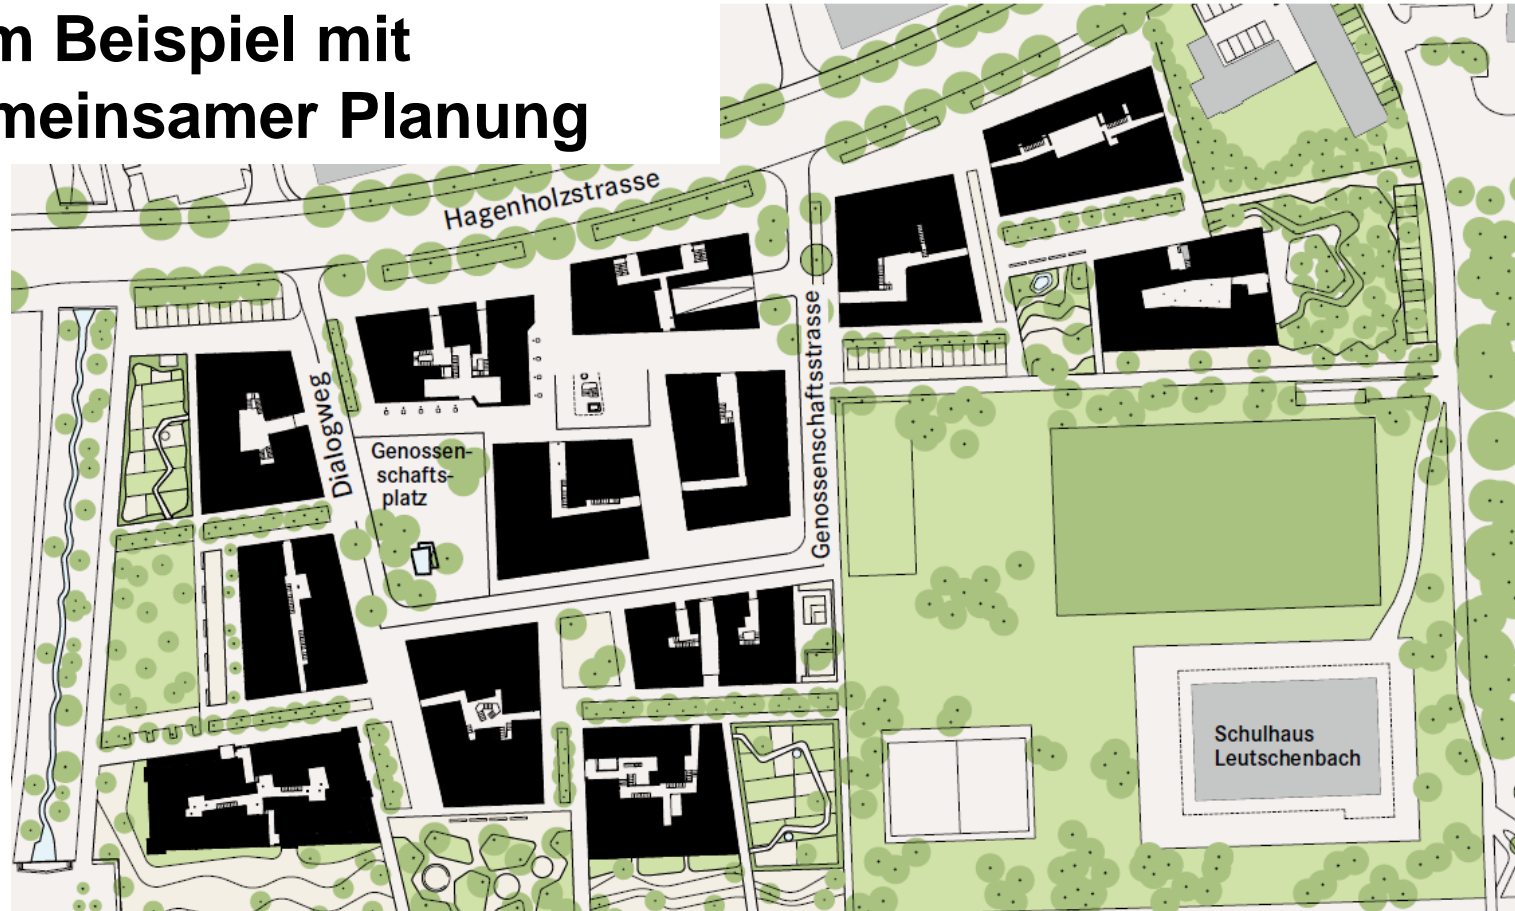 m Beispiel mit
meinsamer Planung
Hagenholzstrasse
Dialogweg
Genossen-
schafts-
platz
Genossenschaftsstrasse
Schulhaus
Leutschenbach